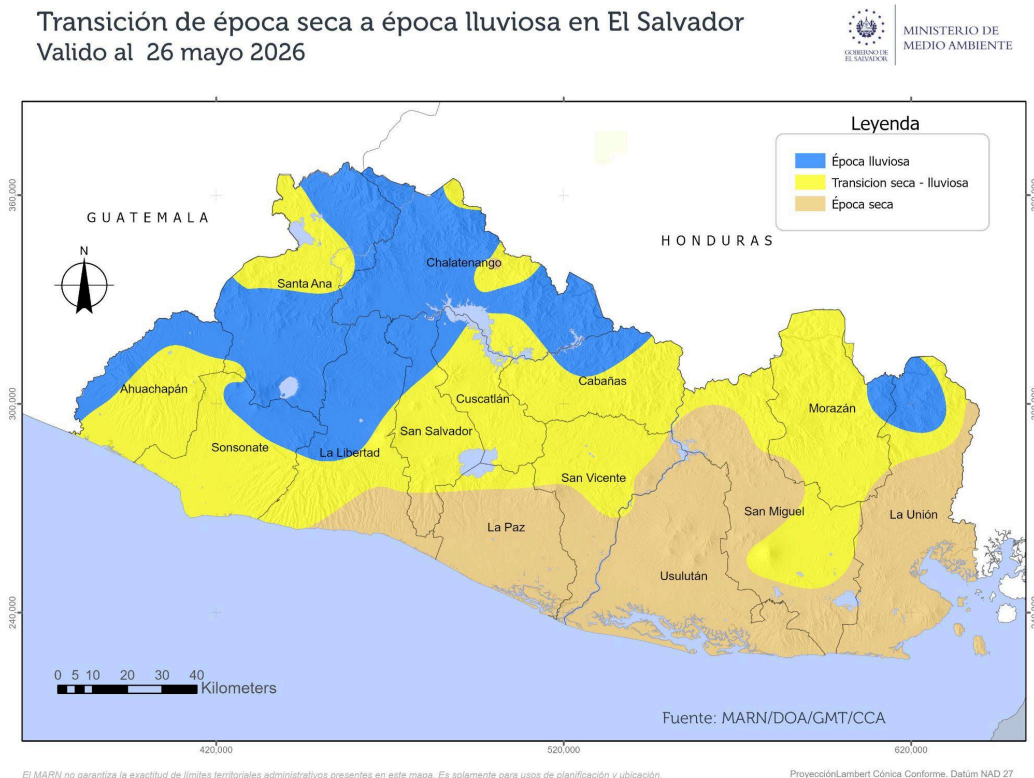 Transición de época seca a época lluviosa en El Salvador
Valido al 26 mayo 2026
GOBIERNO DE
EL SALVADOR
MINISTERIO DE
MEDIO AMBIENTE
Leyenda
Época lluviosa
Transicion seca - lluviosa
Época seca
360,000
GUATEMALA
HONDURAS
N
Chalatenango
Santa Ana
Ahuachapán
Cabañas
Cuscatlán
Morazán
300,000
San Salvador
Sonsonate
La Libertad
San Vicente
San Miguel
La Unión
La Paz
Usulután
240,000
0 5 10 20 30 40
Kilometers
Fuente: MARN/DOA/GMT/CCA
420,000
520,000
620,000
El MARN no garantiza la exactitud de límites territoriales administrativos presentes en este mapa. Es solamente para usos de planificación y ubicación.
ProyecciónLambert Cónica Conforme. Datúm NAD 27